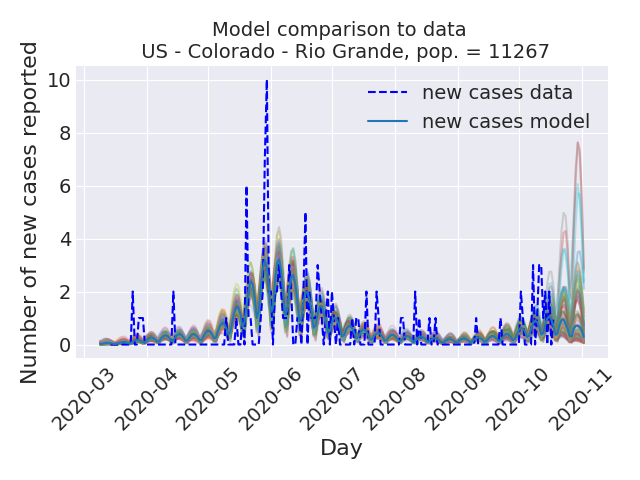 Model comparison to data
US - Colorado - Rio Grande, pop. = 11267
Number of new cases reported
10
8
6
4
2
0
new cases data
new cases model
2020-03
2020-04
2020-05
2020-06
2020-07
2020-08
2020-09
2020-10
2020-11
Day